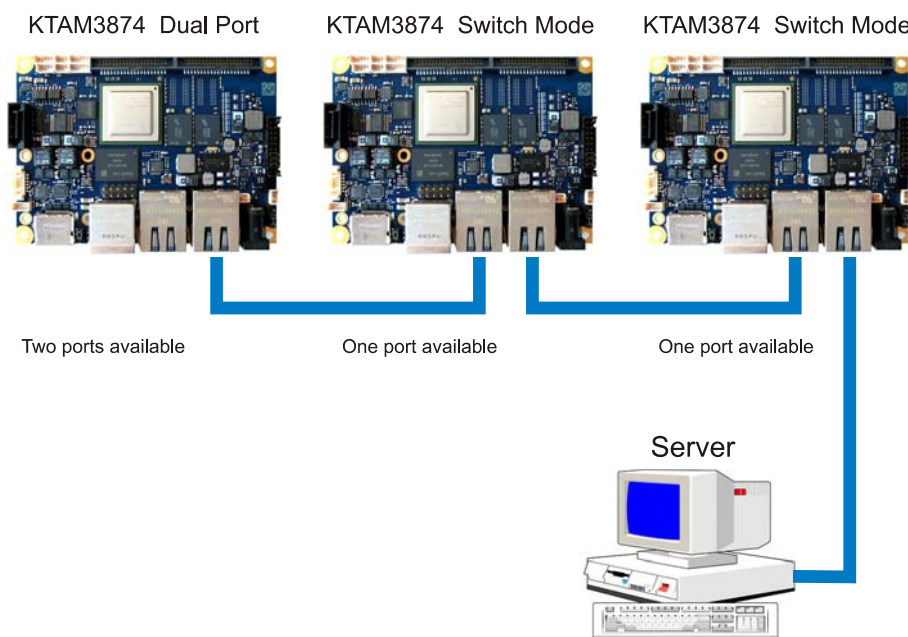 KTAM3874 Dual Port
KTAM3874 Switch Mode
KTAM3874 Switch Mode
Two ports available
One port available
One port available
Server